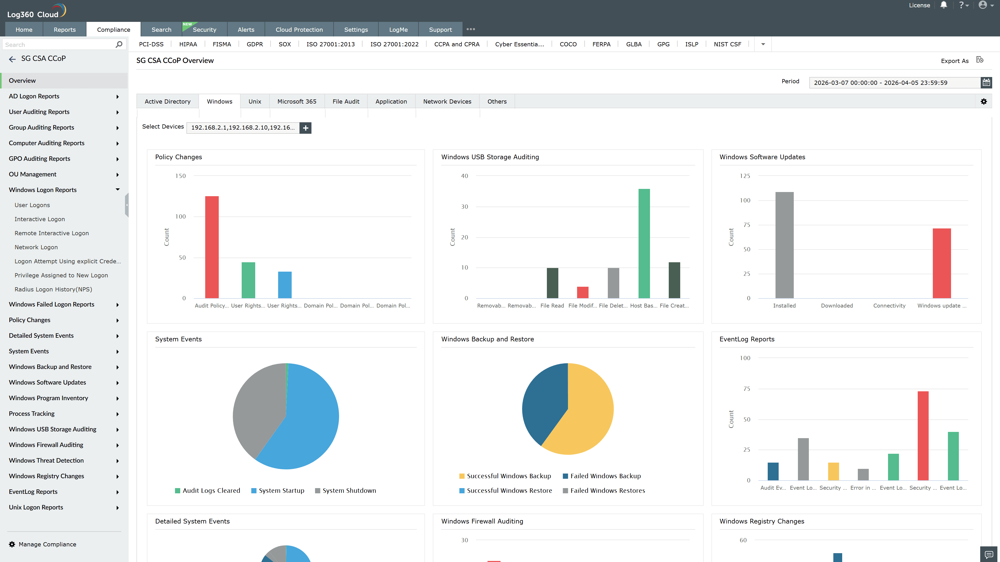 License
?
Log360 Cloud
Home
Reports
Compliance
Search
NEW
Security
Alerts
Cloud Protection
Settings
LogMe
Support
Search
PCI-DSS
HIPAA
FISMA
GDPR
SOX
ISO 27001:2013
ISO 27001:2022
CCPA and CPRA
Cyber Essentia...
COCO
FERPA
GLBA
GPG
ISLP
NIST CSF
SG CSA CCoP
Overview
AD Logon Reports
User Auditing Reports
Group Auditing Reports
Computer Auditing Reports
GPO Auditing Reports
OU Management
Windows Logon Reports
User Logons
Interactive Logon
Remote Interactive Logon
Network Logon
Logon Attempt Using explicit Crede...
Privilege Assigned to New Logon
Radius Logon History(NPS)
Windows Failed Logon Reports
Policy Changes
Detailed System Events
System Events
Windows Backup and Restore
Windows Software Updates
Windows Program Inventory
Process Tracking
Windows USB Storage Auditing
Windows Firewall Auditing
Windows Threat Detection
Windows Registry Changes
EventLog Reports
Unix Logon Reports
Manage Compliance
SG CSA CCoP Overview
Export As
Period
2026-03-07 00:00:00 - 2026-04-05 23:59:59
Active Directory
Windows
Unix
Microsoft 365
File Audit
Application
Network Devices
Others
Select Devices
192.168.2.1,192.168.2.10,192.16...
Policy Changes
150
100
50
0
Count
Audit Policy...
User Rights...
User Rights...
Domain Pol...
Domain Pol...
Domain Pol...
Windows USB Storage Auditing
40
30
20
10
0
Count
Removab...
Removab...
File Read
File Modif...
File Delet...
Host Bas...
File Creat...
Windows Software Updates
125
100
75
50
25
0
Count
Installed
Downloaded
Connectivity
Windows update ...
System Events
Audit Logs Cleared
System Startup
System Shutdown
Windows Backup and Restore
Successful Windows Backup
Failed Windows Backup
Successful Windows Restore
Failed Windows Restores
EventLog Reports
100
75
50
25
0
Count
Audit Ev...
Event Lo...
Security ...
Error in ...
Event Lo...
Security ...
Event Lo...
Detailed System Events
Windows Firewall Auditing
30
Windows Registry Changes
60